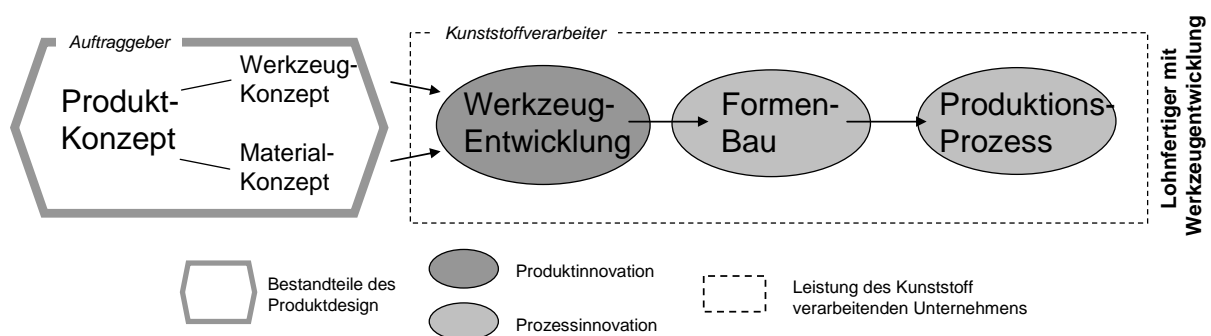 Auftraggeber
Werkzeug-
Konzept
Produkt-
Konzept
Material-
Konzept
Kunststoffverarbeiter
Werkzeug-
Entwicklung
Formen-
Bau
Produktions-
Prozess
Lohnfertiger mit
Werkzeugentwicklung
Bestandteile des
Produktdesign
Produktinnovation
Prozessinnovation
Leistung des Kunststoff
verarbeitenden Unternehmens